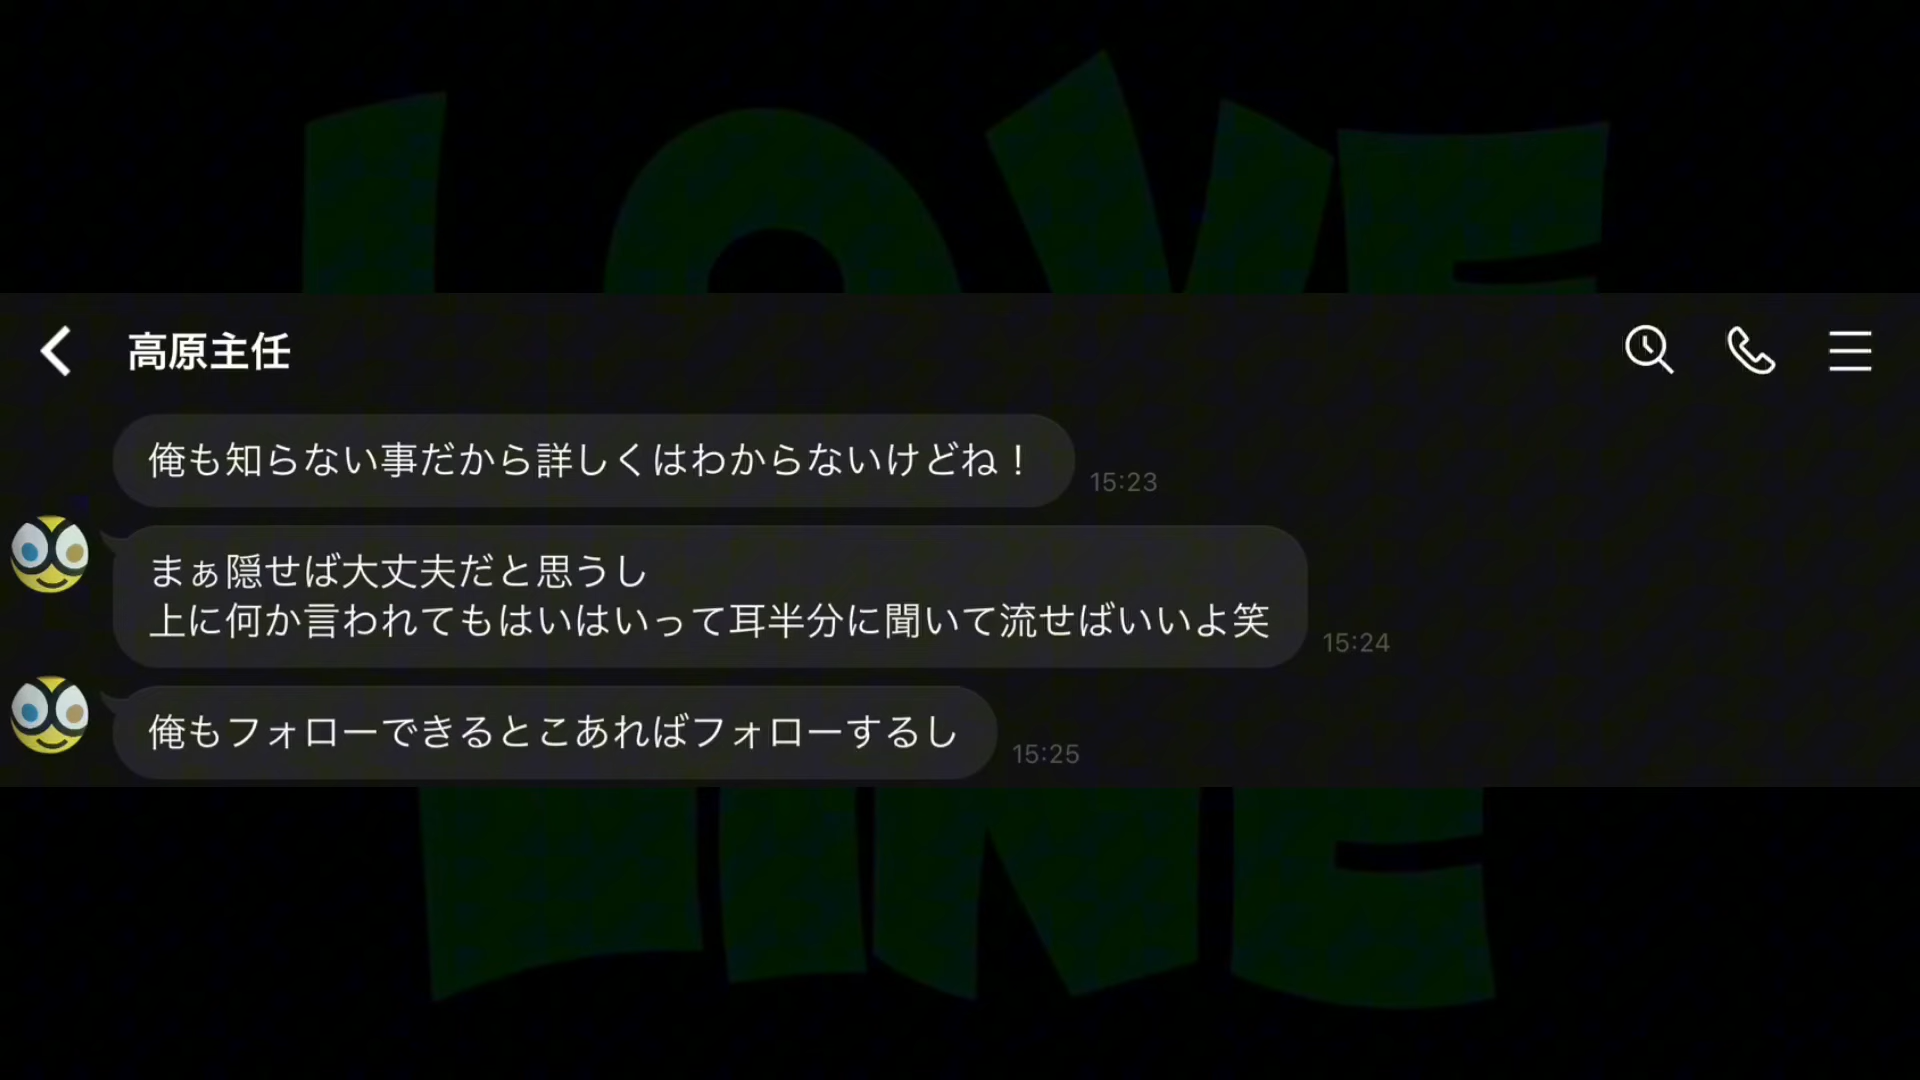 LOVE
高原主任
俺も知らない事だから詳しくはわからないけどね！
15:23
まぁ隠せば大丈夫だと思うし
上に何か言われてもはいはいって耳半分に聞いて流せばいいよ笑
15:24
俺もフォローできるとこあればフォローするし
15:25
LINE